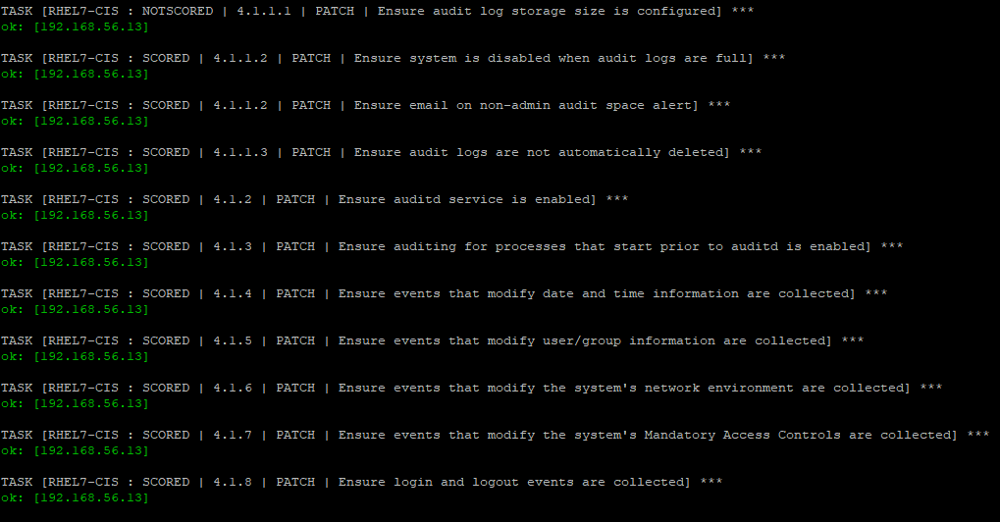 TASK [RHEL7-CIS : NOTSCORED | 4.1.1.1 | PATCH | Ensure audit log storage size is configured] ***
ok: [192.168.56.13]
TASK [RHEL7-CIS : SCORED | 4.1.1.2 | PATCH | Ensure system is disabled when audit logs are full] ***
ok: [192.168.56.13]
TASK [RHEL7-CIS : SCORED | 4.1.1.2 | PATCH | Ensure email on non-admin audit space alert] ***
ok: [192.168.56.13]
TASK [RHEL7-CIS : SCORED | 4.1.1.3 | PATCH | Ensure audit logs are not automatically deleted] ***
ok: [192.168.56.13]
TASK [RHEL7-CIS : SCORED | 4.1.2 | PATCH | Ensure auditd service is enabled] ***
ok: [192.168.56.13]
TASK [RHEL7-CIS : SCORED | 4.1.3 | PATCH | Ensure auditing for processes that start prior to auditd is enabled] ***
ok: [192.168.56.13]
TASK [RHEL7-CIS : SCORED | 4.1.4 | PATCH | Ensure events that modify date and time information are collected] ***
ok: [192.168.56.13]
TASK [RHEL7-CIS : SCORED | 4.1.5 | PATCH | Ensure events that modify user/group information are collected] ***
ok: [192.168.56.13]
TASK [RHEL7-CIS : SCORED | 4.1.6 | PATCH | Ensure events that modify the system's network environment are collected] ***
ok: [192.168.56.13]
TASK [RHEL7-CIS : SCORED | 4.1.7 | PATCH | Ensure events that modify the system's Mandatory Access Controls are collected] ***
ok: [192.168.56.13]
TASK [RHEL7-CIS : SCORED | 4.1.8 | PATCH | Ensure login and logout events are collected] ***
ok: [192.168.56.13]